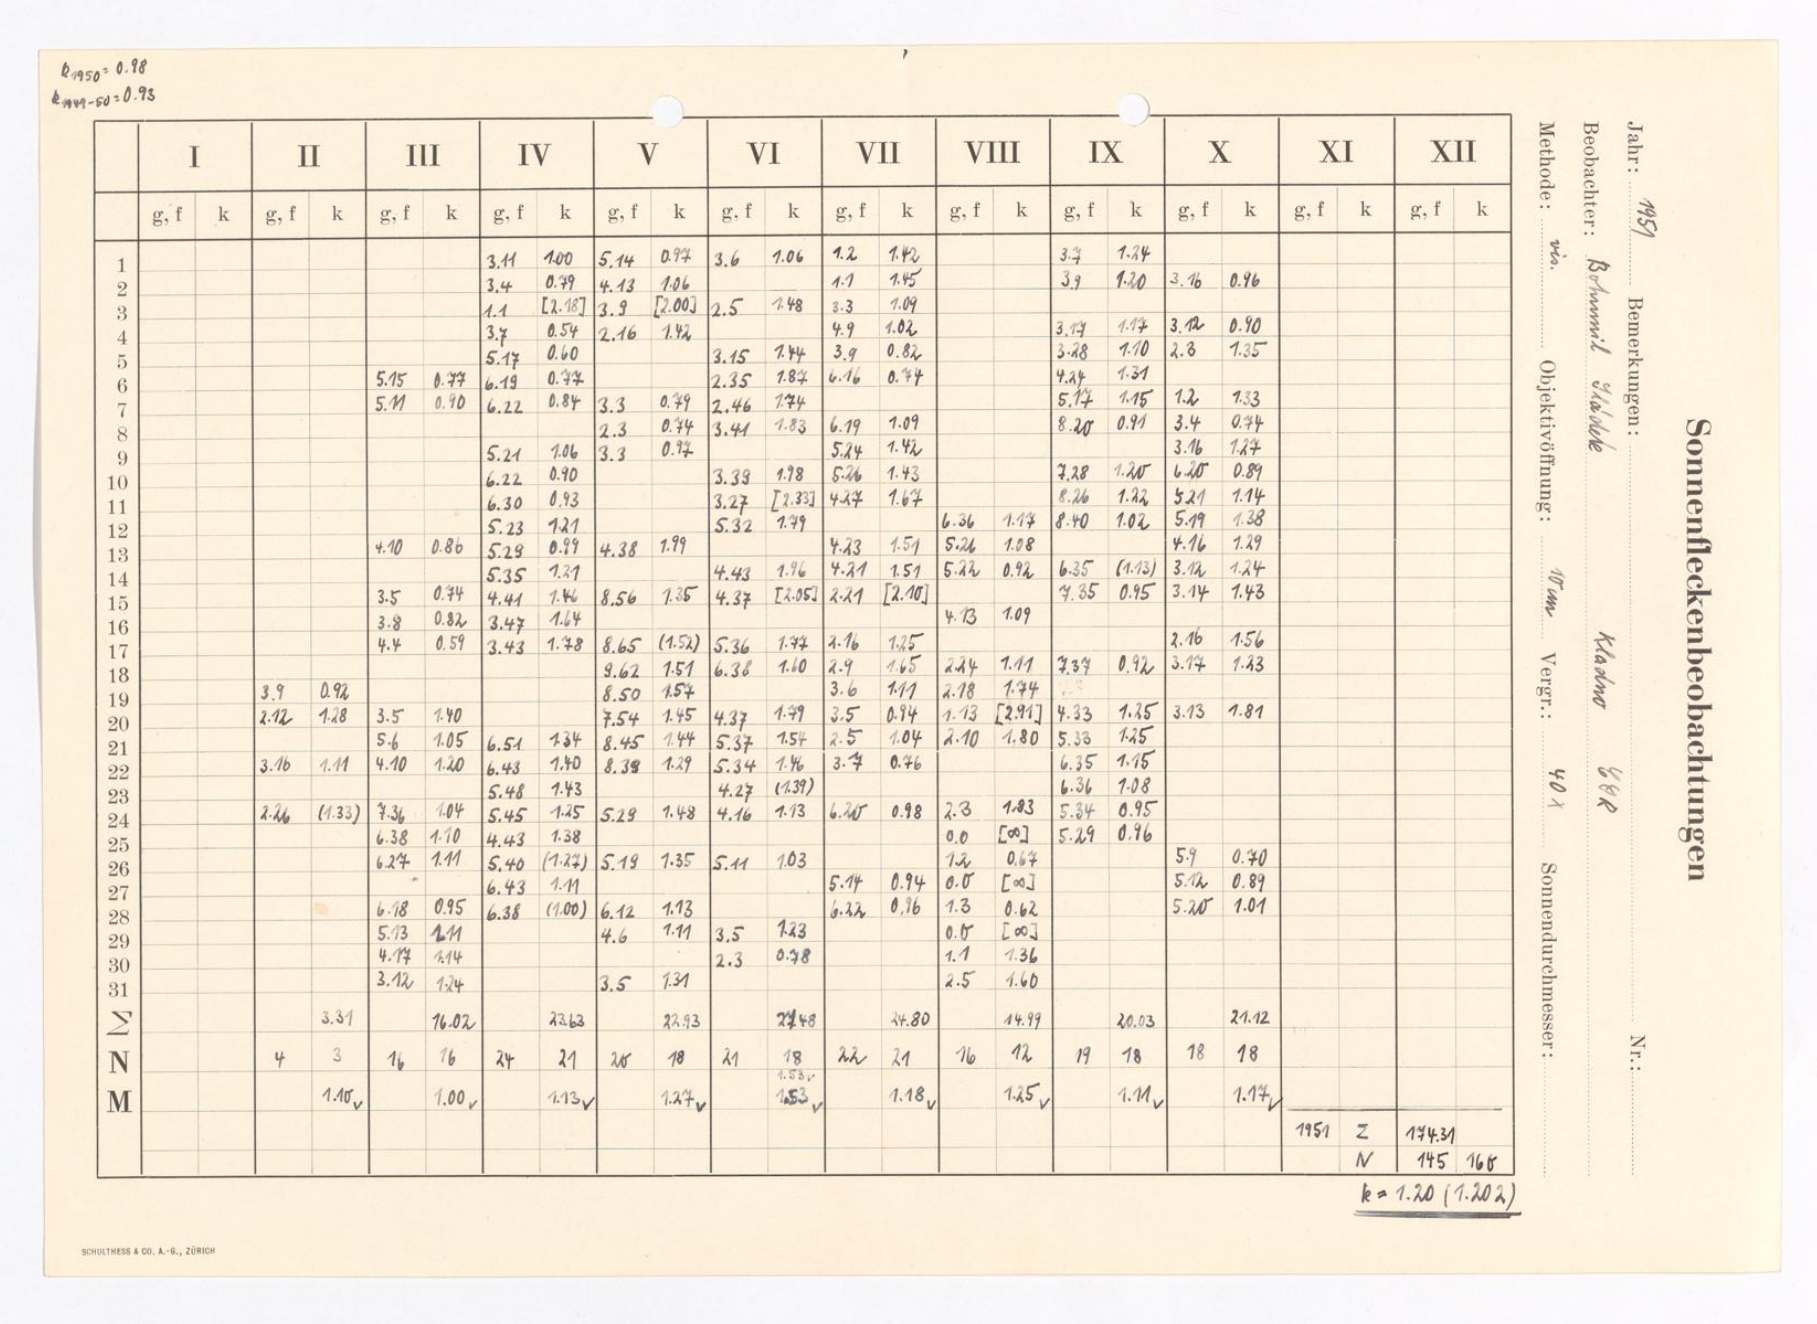 k1950 = 0.98
k1949-50 = 0.93
I II III IV V VI VII VIII IX X XI XII
g, f k g, f k g, f k g, f k g, f k g, f k g, f k g, f k g, f k g, f k g, f k g, f k
1 3.11 1.00 5.14 0.97 3.6 1.06 1.2 1.42 3.7 1.24
2 3.4 0.79 4.13 1.06 1.1 1.45 3.9 1.20 3.16 0.96
3 1.1 [2.18] 3.9 [2.00] 2.5 1.48 3.3 1.09
4 3.7 0.54 2.16 1.42 4.9 1.02 3.17 1.17 3.12 0.90
5 5.17 0.60 3.15 1.44 3.9 0.82 3.28 1.10 2.3 1.35
6 5.15 0.77 6.19 0.77 2.35 1.87 6.16 0.74 4.24 1.31
7 5.11 0.90 6.22 0.84 3.3 0.79 2.46 1.74 5.17 1.15 1.2 1.33
8 2.3 0.74 3.41 1.83 6.19 1.09 8.20 0.91 3.4 0.74
9 5.21 1.06 3.3 0.97 5.24 1.42 3.16 1.27
10 6.22 0.90 3.39 1.98 5.26 1.43 7.28 1.20 6.20 0.89
11 6.30 0.93 3.27 [2.33] 4.27 1.67 8.26 1.22 5.21 1.14
12 5.23 1.21 5.32 1.79 6.36 1.17 8.40 1.02 5.19 1.38
13 4.10 0.86 5.29 0.99 4.38 1.99 4.23 1.51 5.26 1.08 4.16 1.29
14 5.35 1.21 4.43 1.96 4.21 1.51 5.22 0.92 6.35 (1.13) 3.12 1.24
15 3.5 0.74 4.41 1.46 8.56 1.35 4.37 [2.05] 2.21 [2.10] 7.35 0.95 3.14 1.43
16 3.8 0.82 3.47 1.64 4.13 1.09
17 4.4 0.59 3.43 1.78 8.65 (1.52) 5.36 1.77 2.16 1.25 2.16 1.56
18 9.62 1.51 6.38 1.60 2.9 1.65 2.24 1.11 7.37 0.92 3.17 1.23
19 3.9 0.92 8.50 1.57 3.6 1.11 2.18 1.74
20 2.12 1.28 3.5 1.40 7.54 1.45 4.37 1.79 3.5 0.94 1.13 [2.91] 4.33 1.25 3.13 1.81
21 5.6 1.05 6.51 1.34 8.45 1.44 5.37 1.54 2.5 1.04 2.10 1.80 5.33 1.25
22 3.16 1.11 4.10 1.20 6.43 1.40 8.39 1.29 5.34 1.46 3.7 0.76 6.35 1.15
23 5.48 1.43 4.27 (1.39) 6.36 1.08
24 2.26 (1.33) 7.36 1.04 5.45 1.25 5.29 1.48 4.16 1.13 6.20 0.98 2.3 1.83 5.34 0.95
25 6.38 1.10 4.43 1.38 0.0 [∞] 5.29 0.96
26 6.27 1.11 5.40 (1.27) 5.19 1.35 5.11 1.03 1.2 0.67 5.9 0.70
27 6.43 1.11 5.14 0.94 0.0 [∞] 5.12 0.89
28 6.18 0.95 6.38 (1.00) 6.12 1.13 6.22 0.96 1.3 0.62 5.20 1.01
29 5.13 1.11 4.6 1.11 3.5 1.23 0.0 [∞]
30 4.17 1.14 2.3 0.78 1.1 1.36
31 3.12 1.24 3.5 1.31 2.5 1.60
Σ 3.31 16.02 23.63 22.93 27.48 24.80 14.99 20.03 21.12
N 4 3 16 16 24 21 20 18 21 18 22 21 16 12 19 18 18 18
1.53✓
M 1.10✓ 1.00✓ 1.13✓ 1.27✓ 1.53✓ 1.18✓ 1.25✓ 1.11✓ 1.17✓
1951 Σ 174.31
N 145 160
k = 1.20 (1.202)
SCHULTHESS & CO. A.-G., ZÜRICH
Sonnenfleckenbeobachtungen
Jahr: 1951 Bemerkungen: Nr.:
Beobachter: Bohumil Kladno ČSR
Methode: vis. Objektivöffnung: 10 cm Vergr.: 40 x Sonnendurchmesser: